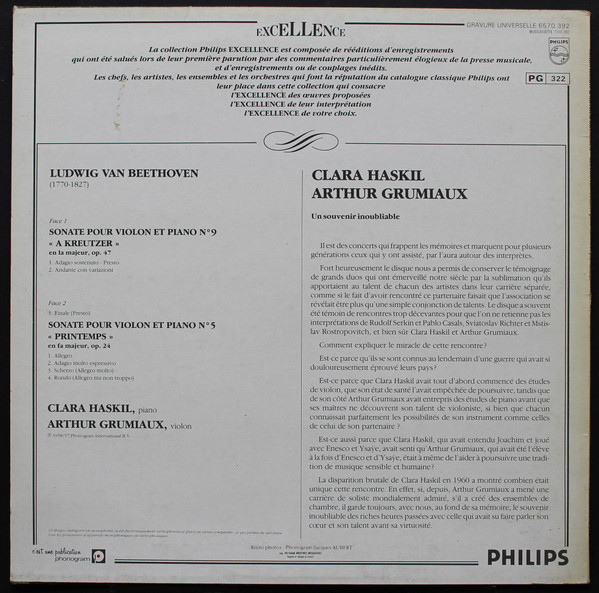 EXCELLENCE
GRAVURE UNIVERSELLE 6570 392
PHILIPS
PG 322
La collection Philips EXCELLENCE est composée de rééditions d'enregistrements
qui ont été salués lors de leur première parution par des commentaires particulièrement élogieux de la presse musicale,
et d'enregistrements ou de couplages inédits.
Les chefs, les artistes, les ensembles et les orchestres qui font la réputation du catalogue classique Philips ont
leur place dans cette collection qui consacre
l'EXCELLENCE des œuvres proposées
l'EXCELLENCE de leur interprétation
l'EXCELLENCE de votre choix.
LUDWIG VAN BEETHOVEN
(1770-1827)
Face 1
SONATE POUR VIOLON ET PIANO N°9
« A KREUTZER »
en la majeur, op. 47
1. Adagio sostenuto - Presto
2. Andante con variazioni
Face 2
3. Finale (Presto)
SONATE POUR VIOLON ET PIANO N°5
« PRINTEMPS »
en fa majeur, op. 24
1. Allegro
2. Adagio molto espressivo
3. Scherzo (Allegro molto)
4. Rondo (Allegro ma non troppo)
CLARA HASKIL, piano
ARTHUR GRUMIAUX, violon
Phonogram International B.V.
CLARA HASKIL
ARTHUR GRUMIAUX
Un souvenir inoubliable
Il est des concerts qui frappent les mémoires et marquent pour plusieurs
générations ceux qui y ont assisté, par l'aura autour des interprètes.
Fort heureusement le disque nous a permis de conserver le témoignage
de grands duos qui ont émerveillé notre siècle par la sublimation qu'ils
apportaient au talent de chacun des artistes dans leur carrière séparée,
comme si le fait d'avoir rencontré ce partenaire faisait que l'association se
révélait être plus qu'une simple conjonction de talents. Le disque a souvent
été témoin de rencontres trop décevantes pour que l'on ne retienne pas les
interprétations de Rudolf Serkin et Pablo Casals, Sviatoslav Richter et Mstis-
lav Rostropovitch, et bien sûr Clara Haskil et Arthur Grumiaux.
Comment expliquer le miracle de cette rencontre?
Est-ce parce qu'ils se sont connus au lendemain d'une guerre qui avait si
douloureusement éprouvé leurs pays?
Est-ce parce que Clara Haskil avait tout d'abord commencé des études
de violon, que son état de santé l'avait empêchée de poursuivre, tandis que
de son côté Arthur Grumiaux avait entrepris des études de piano avant que
ses maîtres ne découvrent son talent de violoniste, si bien que chacun
connaissait parfaitement les possibilités de son instrument comme celles
de celui de son partenaire?
Est-ce aussi parce que Clara Haskil, qui avait entendu Joachim et joué
avec Enesco et Ysaÿe, avait senti qu'Arthur Grumiaux, qui avait été l'élève
à la fois d'Enesco et d'Ysaÿe, était à même de l'aider à poursuivre une tradi-
tion de musique sensible et humaine?
La disparition brutale de Clara Haskil en 1960 a montré combien était
unique cette rencontre. En effet, si, depuis, Arthur Grumiaux a mené une
carrière de soliste mondialement admiré, s'il a créé des ensembles de
chambre, il garde toujours, avec nous, au fond de sa mémoire, le souvenir
inoubliable des riches heures passées avec celle qui avait su faire parler son
cœur et son talent avant sa virtuosité.
c'est une publication
phonogram
Recto photos : Phonogram/Jacques AUBERT
PHILIPS